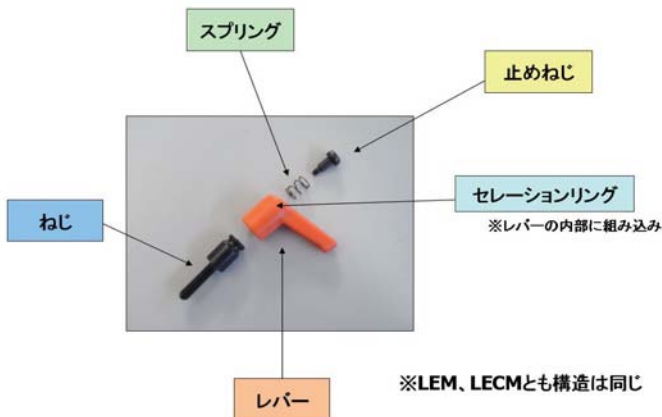 スプリング
止めねじ
セレーションリング
※レバーの内部に組み込み
ねじ
レバー
※LEM、LECMとも構造は同じ